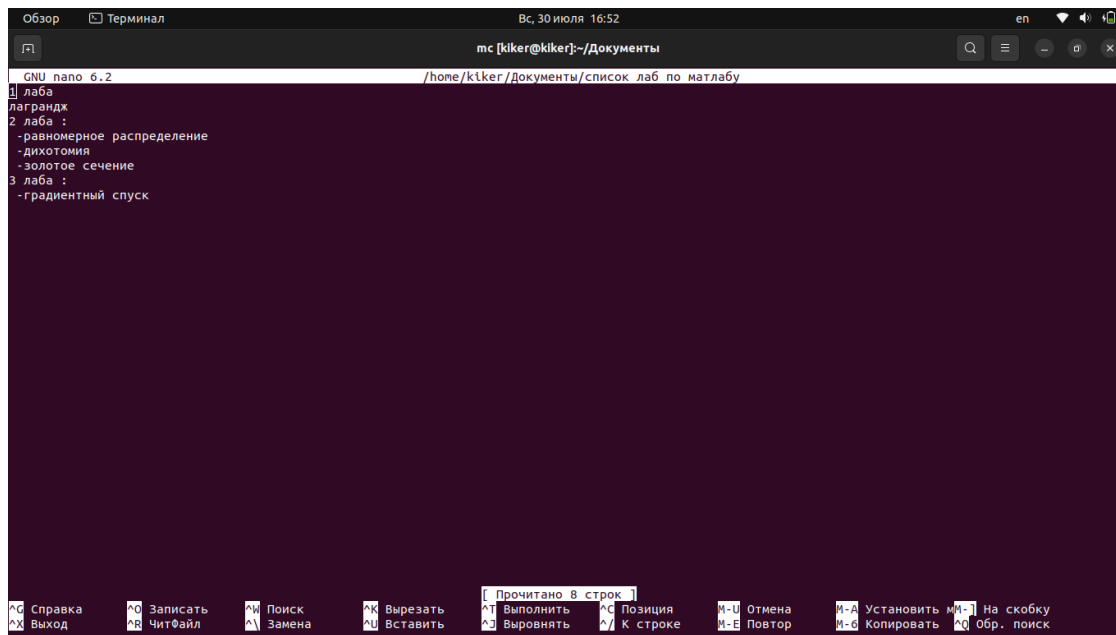 Обзор Терминал Вс, 30 июля 16:52 en
mc [kiker@kiker]:~/Документы
GNU nano 6.2 /home/kiker/Документы/список лаб по матлабу
1 лаба
лаграндж
2 лаба :
-равномерное распределение
-дихотомия
-золотое сечение
3 лаба :
-градиентный спуск
[ Прочитано 8 строк ]
^G Справка ^O Записать ^W Поиск ^K Вырезать ^T Выполнить ^C Позиция M-U Отмена M-A Установить м M-] На скобку
^X Выход ^R ЧитФайл ^\ Замена ^U Вставить ^J Выровнять ^/ К строке M-E Повтор M-6 Копировать ^Q Обр. поиск